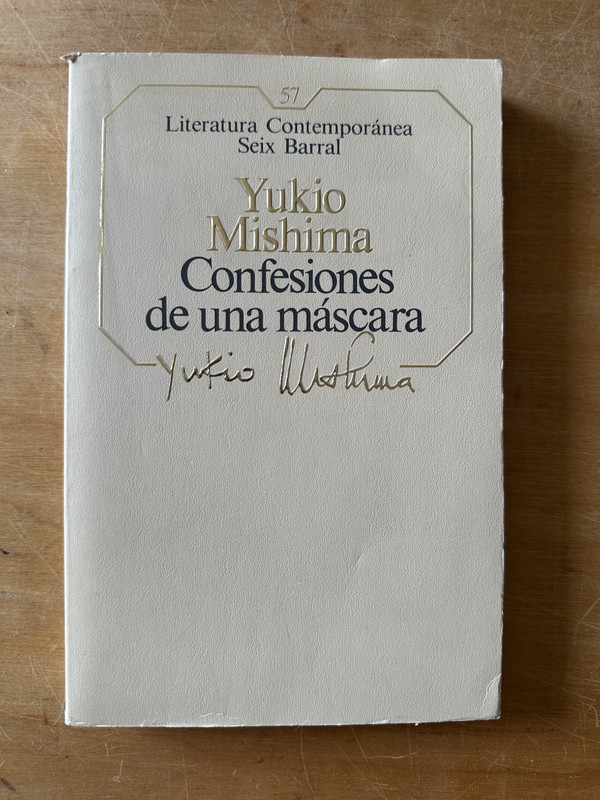 57
Literatura Contemporánea
Seix Barral
Yukio
Mishima
Confesiones
de una máscara
Yukio Mishima